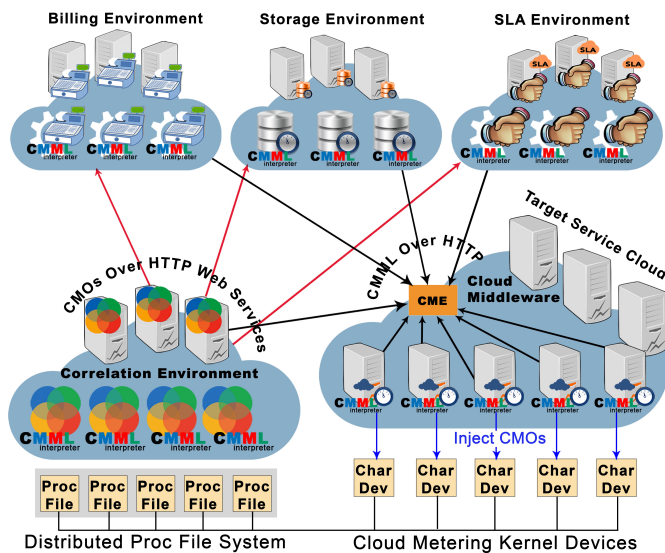 Billing Environment
Storage Environment
SLA Environment
SLA
SLA
SLA
CMML interpreter
CMML interpreter
CMML interpreter
CMML interpreter
CMML interpreter
CMML interpreter
CMML interpreter
CMML interpreter
CMML interpreter
CMOs Over HTTP Web Services
CMML Over HTTP
Target Service Cloud
Cloud
Middleware
CME
Correlation Environment
CMML interpreter
CMML interpreter
CMML interpreter
CMML interpreter
CMML interpreter
CMML interpreter
CMML interpreter
CMML interpreter
CMML interpreter
Inject CMOs
Proc
File
Proc
File
Proc
File
Proc
File
Proc
File
Char
Dev
Char
Dev
Char
Dev
Char
Dev
Char
Dev
Distributed Proc File System
Cloud Metering Kernel Devices